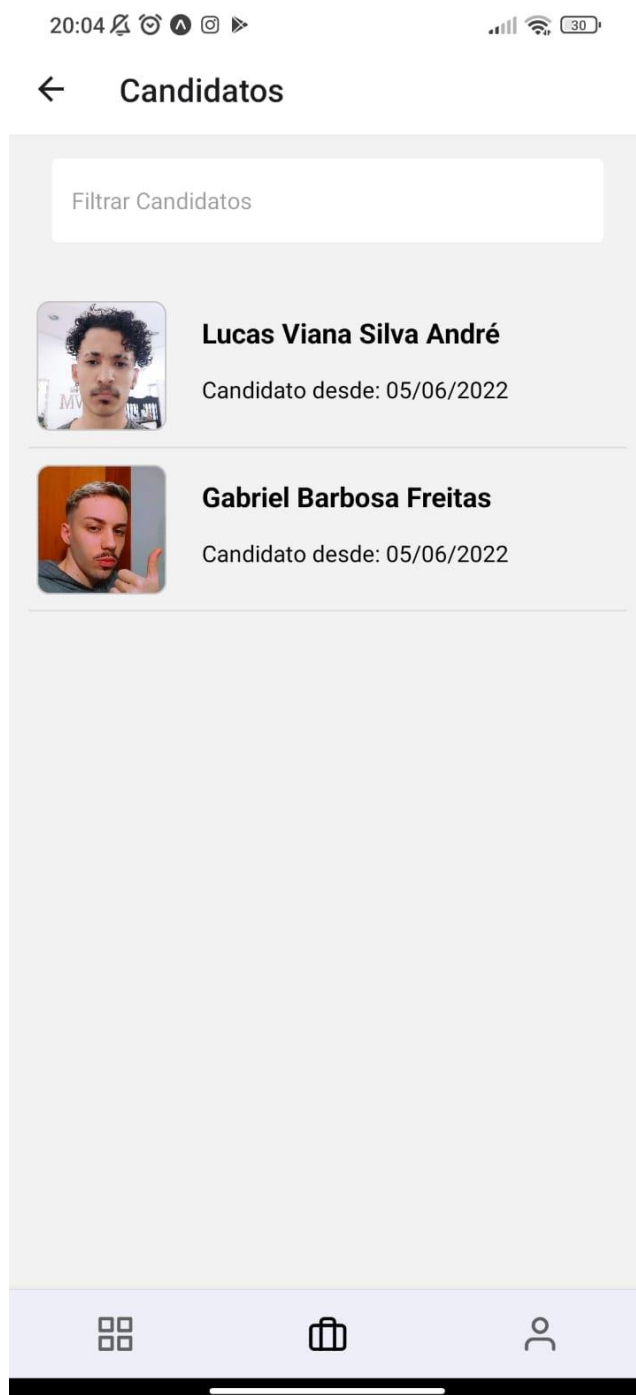 20:04
30
Candidatos
Filtrar Candidatos
Lucas Viana Silva André
Candidato desde: 05/06/2022
MV
Gabriel Barbosa Freitas
Candidato desde: 05/06/2022